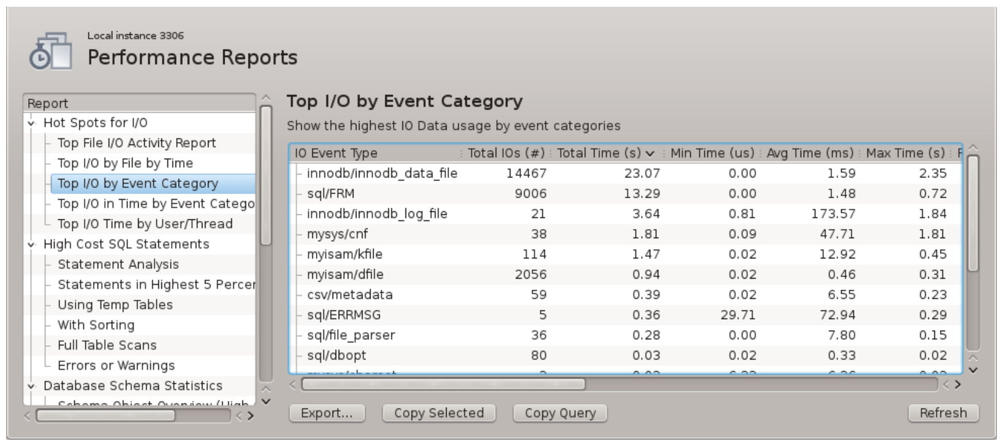 Local instance 3306
Performance Reports
Report
Hot Spots for I/O
Top File I/O Activity Report
Top I/O by File by Time
Top I/O by Event Category
Top I/O in Time by Event Catego
Top I/O Time by User/Thread
High Cost SQL Statements
Statement Analysis
Statements in Highest 5 Percer
Using Temp Tables
With Sorting
Full Table Scans
Errors or Warnings
Database Schema Statistics
Schema Object Overview (High
Top I/O by Event Category
Show the highest IO Data usage by event categories
IO Event Type Total IOs (#) Total Time (s) Min Time (us) Avg Time (ms) Max Time (s)
innodb/innodb_data_file 14467 23.07 0.00 1.59 2.35
sql/FRM 9006 13.29 0.00 1.48 0.72
innodb/innodb_log_file 21 3.64 0.81 173.57 1.84
mysys/cnf 38 1.81 0.09 47.71 1.81
myisam/kfile 114 1.47 0.02 12.92 0.45
myisam/dfile 2056 0.94 0.02 0.46 0.31
csv/metadata 59 0.39 0.02 6.55 0.23
sql/ERRMSG 5 0.36 29.71 72.94 0.29
sql/file_parser 36 0.28 0.00 7.80 0.15
sql/dbopt 80 0.03 0.02 0.33 0.02
Export... Copy Selected Copy Query Refresh